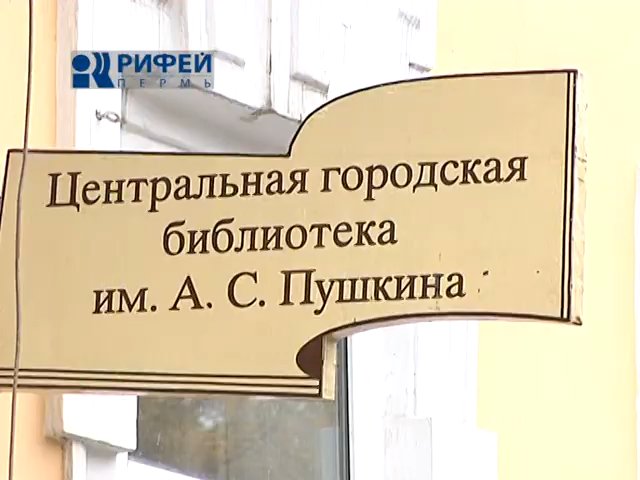 РИФЕЙ
ПЕРМЬ
Центральная городская
библиотека
им. А. С. Пушкина